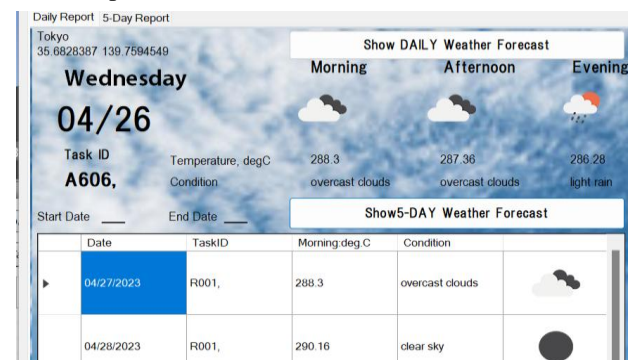 Daily Report 5-Day Report
Tokyo
35.6828387 139.7594549
Show DAILY Weather Forecast
Wednesday
Morning Afternoon Evening
04/26
Task ID
Temperature, degC 288.3 287.36 286.28
A606,
Condition overcast clouds overcast clouds light rain
Start Date ___ End Date ___
Show5-DAY Weather Forecast
Date TaskID Morning:deg.C Condition
04/27/2023 R001, 288.3 overcast clouds
04/28/2023 R001, 290.16 clear sky